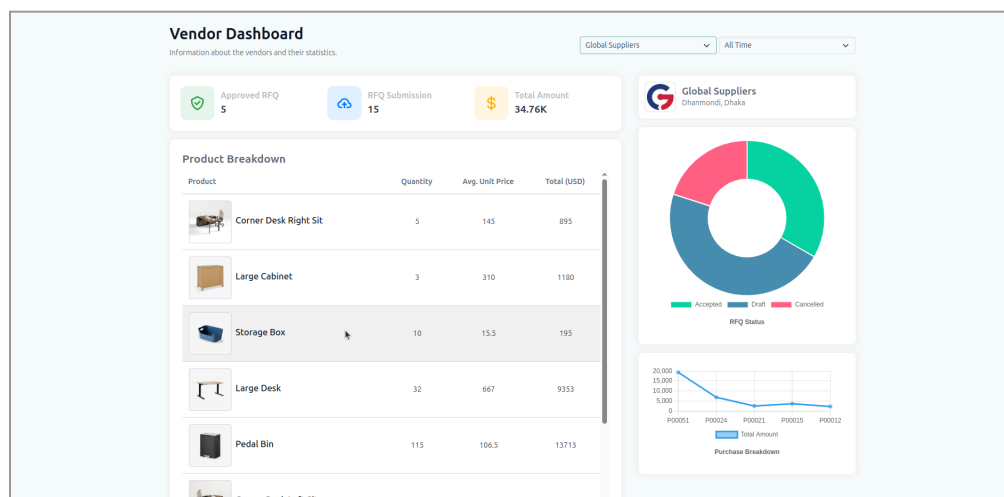 Vendor Dashboard
Information about the vendors and their statistics.
Global Suppliers
All Time
Approved RFQ
5
RFQ Submission
15
Total Amount
34.76K
Global Suppliers
Dhanmondi, Dhaka
Product Breakdown
Product Quantity Avg. Unit Price Total (USD)
Corner Desk Right Sit 5 145 895
Large Cabinet 3 310 1180
Storage Box 10 15.5 195
Large Desk 32 667 9353
Pedal Bin 115 106.5 13713
Accepted Draft Cancelled
RFQ Status
20,000
15,000
10,000
5,000
0
P00051 P00024 P00021 P00015 P00012
Total Amount
Purchase Breakdown